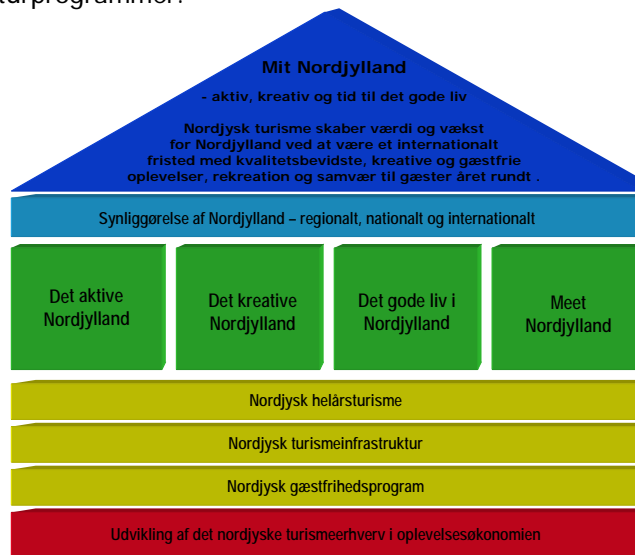 turprogrammer:
Mit Nordjylland
- aktiv, kreativ og tid til det gode liv
Nordjysk turisme skaber værdi og vækst
for Nordjylland ved at være et internationalt
fristed med kvalitetsbevidste, kreative og gæstfrie
oplevelser, rekreation og samvær til gæster året rundt .
Synliggørelse af Nordjylland – regionalt, nationalt og internationalt
Det aktive
Nordjylland
Det kreative
Nordjylland
Det gode liv i
Nordjylland
Meet
Nordjylland
Nordjysk helårsturisme
Nordjysk turismeinfrastruktur
Nordjysk gæstfrihedsprogram
Udvikling af det nordjyske turismeerhverv i oplevelsesøkonomien